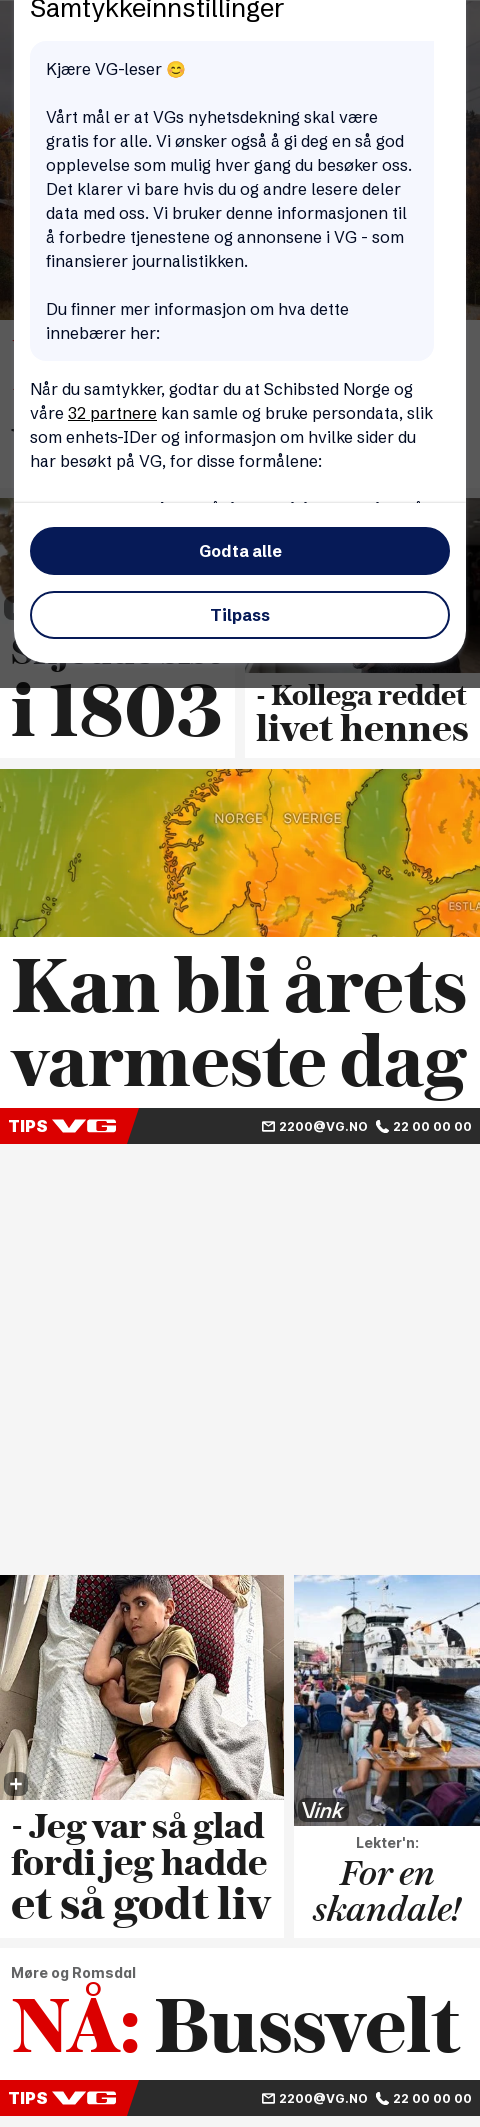 Samtykkeinnstillinger
Kjære VG-leser 😊
Vårt mål er at VGs nyhetsdekning skal være
gratis for alle. Vi ønsker også å gi deg en så god
opplevelse som mulig hver gang du besøker oss.
Det klarer vi bare hvis du og andre lesere deler
data med oss. Vi bruker denne informasjonen til
å forbedre tjenestene og annonsene i VG - som
finansierer journalistikken.
Du finner mer informasjon om hva dette
innebærer her:
Når du samtykker, godtar du at Schibsted Norge og
våre 32 partnere kan samle og bruke persondata, slik
som enhets-IDer og informasjon om hvilke sider du
har besøkt på VG, for disse formålene:
Godta alle
Tilpass
i 1803
- Kollega reddet
livet hennes
NORGE SVERIGE
ESTLA
Kan bli årets
varmeste dag
TIPS VG 2200@VG.NO 22 00 00 00
- Jeg var så glad
fordi jeg hadde
et så godt liv
Vink
Lekter'n:
For en
skandale!
Møre og Romsdal
NÅ: Bussvelt
TIPS VG 2200@VG.NO 22 00 00 00